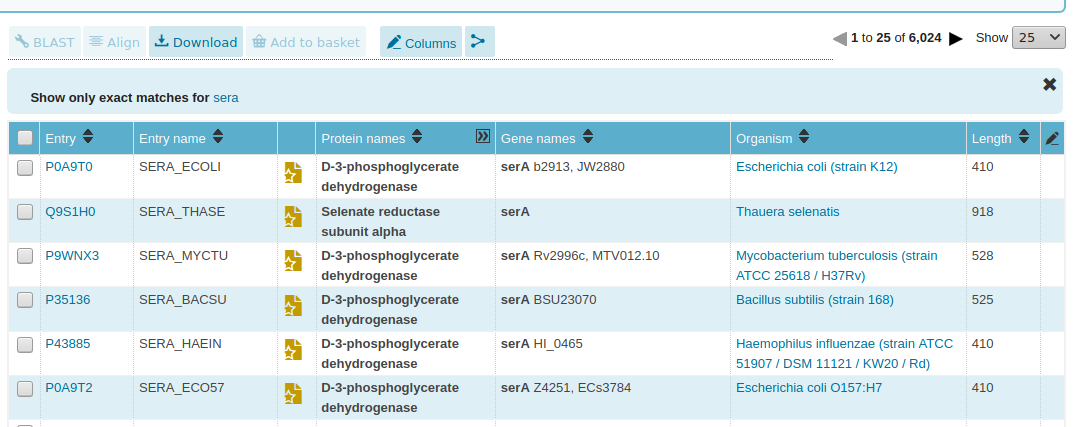 BLAST Align Download Add to basket Columns 1 to 25 of 6,024 Show 25
Show only exact matches for sera
Entry Entry name Protein names Gene names Organism Length
P0A9T0 SERA_ECOLI D-3-phosphoglycerate serA b2913, JW2880 Escherichia coli (strain K12) 410
dehydrogenase
Q9S1H0 SERA_THASE Selenate reductase serA Thauera selenatis 918
subunit alpha
P9WNX3 SERA_MYCTU D-3-phosphoglycerate serA Rv2996c, MTV012.10 Mycobacterium tuberculosis (strain 528
dehydrogenase ATCC 25618 / H37Rv)
P35136 SERA_BACSU D-3-phosphoglycerate serA BSU23070 Bacillus subtilis (strain 168) 525
dehydrogenase
P43885 SERA_HAEIN D-3-phosphoglycerate serA HI_0465 Haemophilus influenzae (strain ATCC 410
dehydrogenase 51907 / DSM 11121 / KW20 / Rd)
P0A9T2 SERA_ECO57 D-3-phosphoglycerate serA Z4251, ECs3784 Escherichia coli O157:H7 410
dehydrogenase